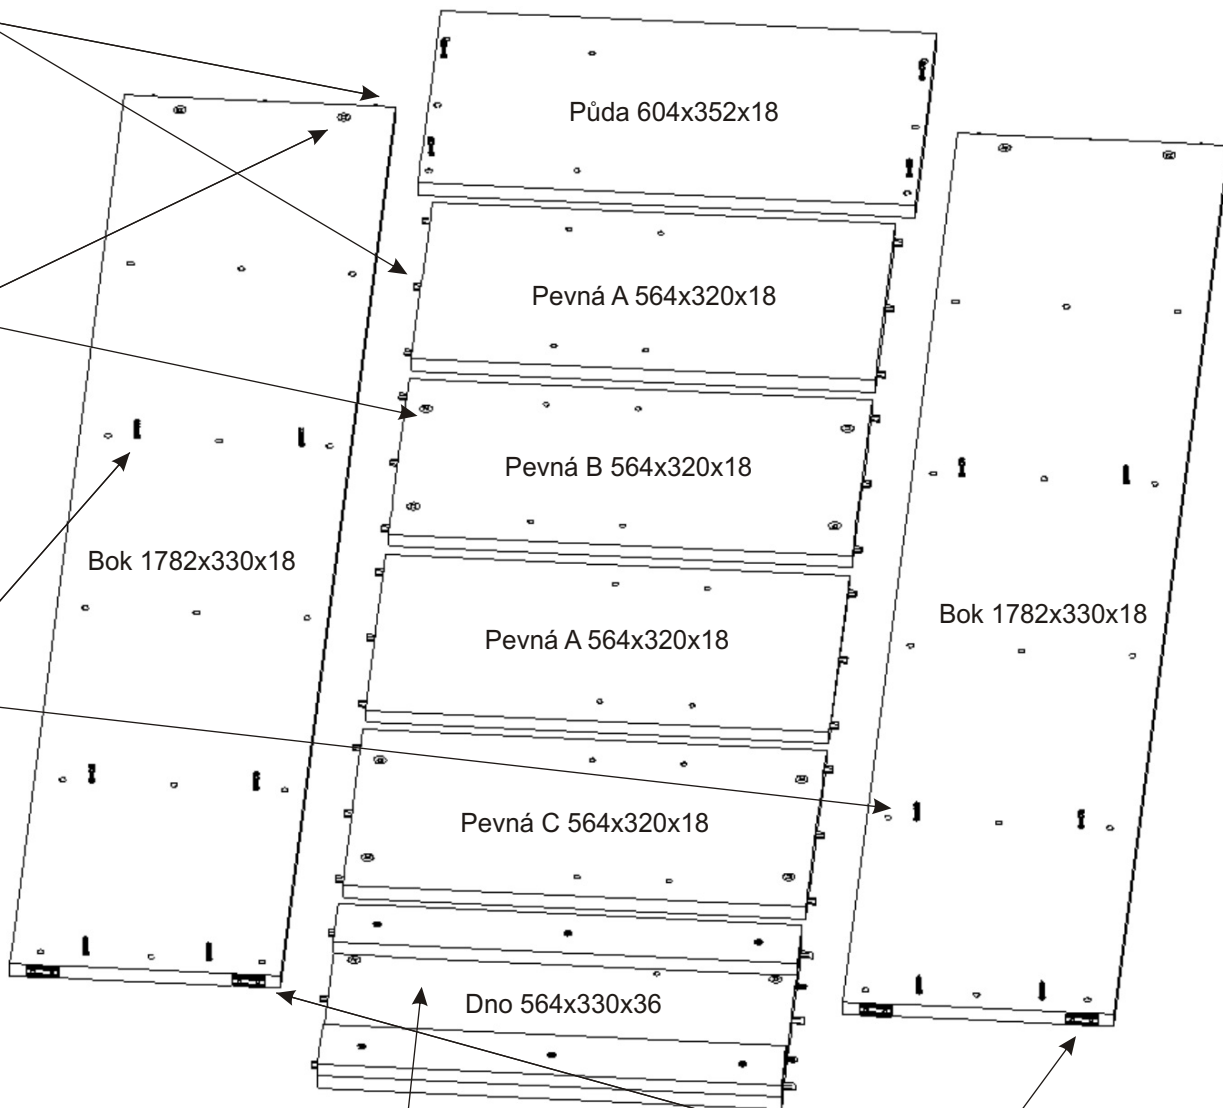 Půda 604x352x18
Pevná A 564x320x18
Pevná B 564x320x18
Bok 1782x330x18
Bok 1782x330x18
Pevná A 564x320x18
Pevná C 564x320x18
Dno 564x330x36